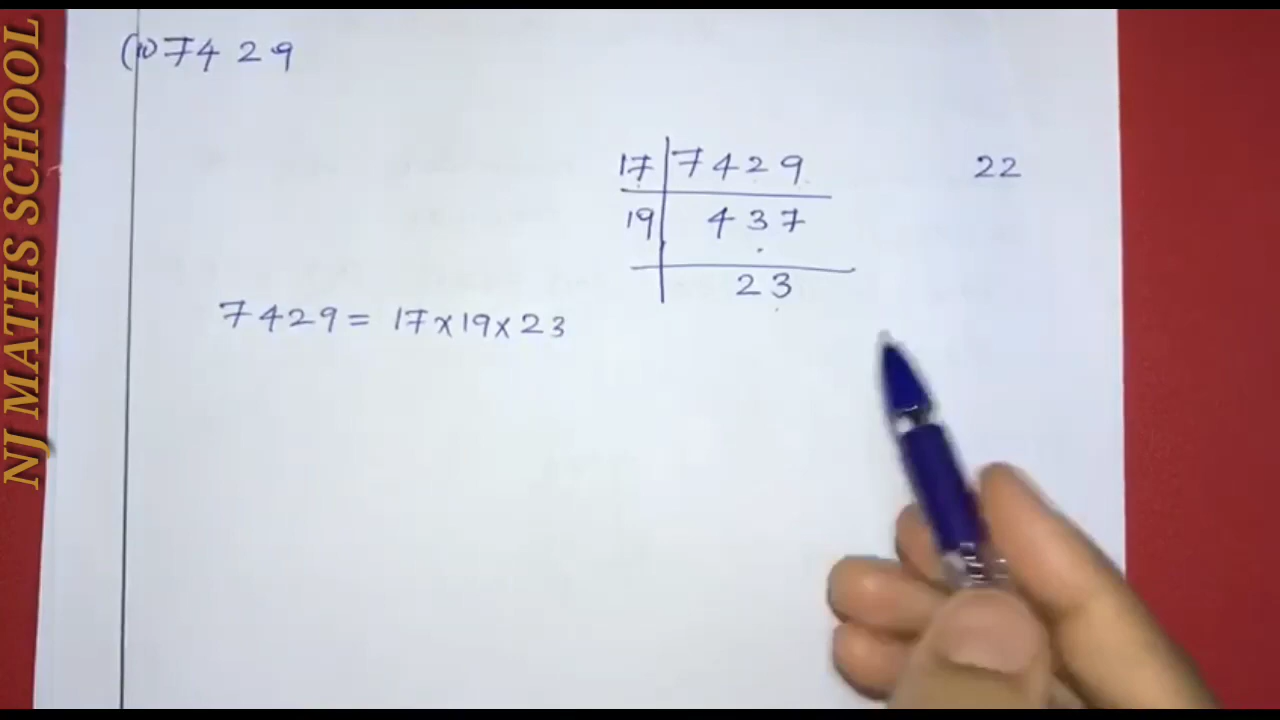 NJ MATHS SCHOOL
7429
17 7429 22
19 437
23
7429 = 17×19×23